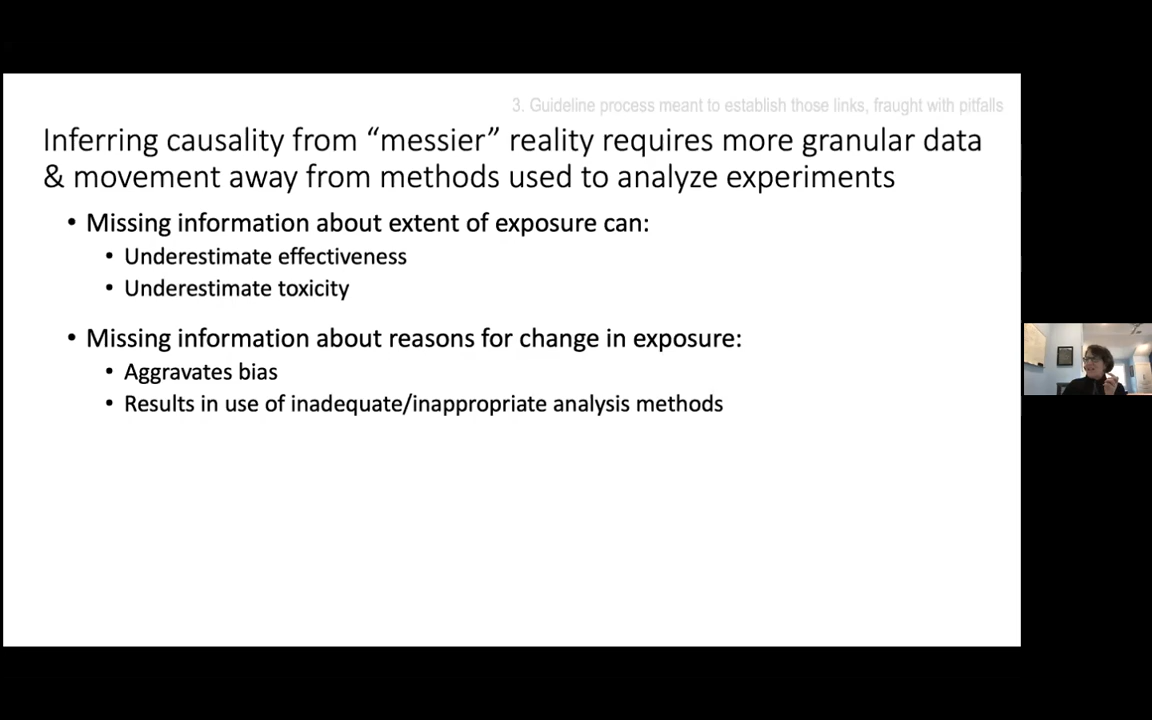 3. Guideline process meant to establish those links, fraught with pitfalls
Inferring causality from “messier” reality requires more granular data
& movement away from methods used to analyze experiments
• Missing information about extent of exposure can:
• Underestimate effectiveness
• Underestimate toxicity
• Missing information about reasons for change in exposure:
• Aggravates bias
• Results in use of inadequate/inappropriate analysis methods